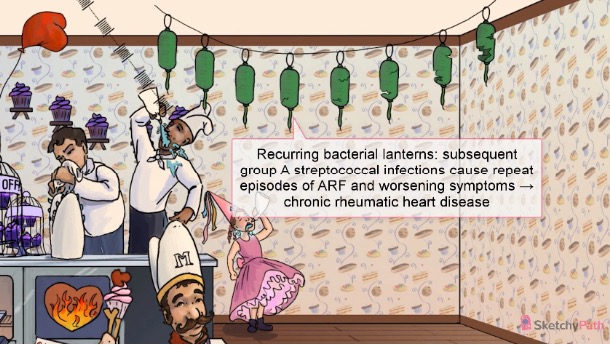 Recurring bacterial lanterns: subsequent
group A streptococcal infections cause repeat
episodes of ARF and worsening symptoms →
chronic rheumatic heart disease
OFF
M
SketchyPath